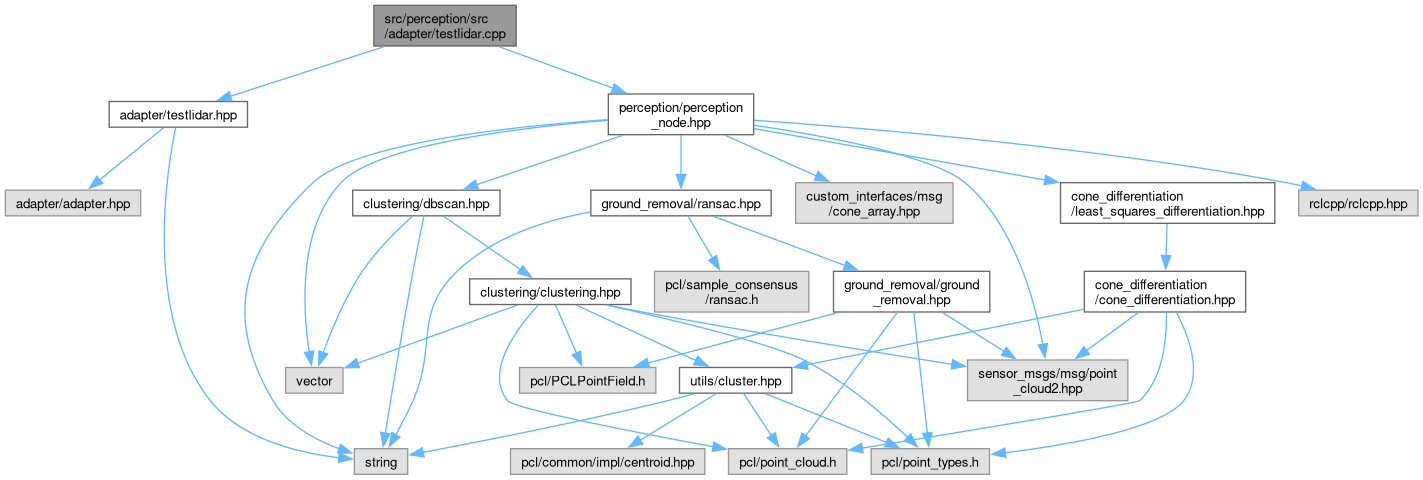 src/perception/src
/adapter/testlidar.cpp
adapter/testlidar.hpp
perception/perception
_node.hpp
adapter/adapter.hpp
clustering/dbscan.hpp
ground_removal/ransac.hpp
custom_interfaces/msg
/cone_array.hpp
cone_differentiation
/least_squares_differentiation.hpp
rclcpp/rclcpp.hpp
clustering/clustering.hpp
pcl/sample_consensus
/ransac.h
ground_removal/ground
_removal.hpp
cone_differentiation
/cone_differentiation.hpp
vector
pcl/PCLPointField.h
utils/cluster.hpp
sensor_msgs/msg/point
_cloud2.hpp
string
pcl/common/impl/centroid.hpp
pcl/point_cloud.h
pcl/point_types.h